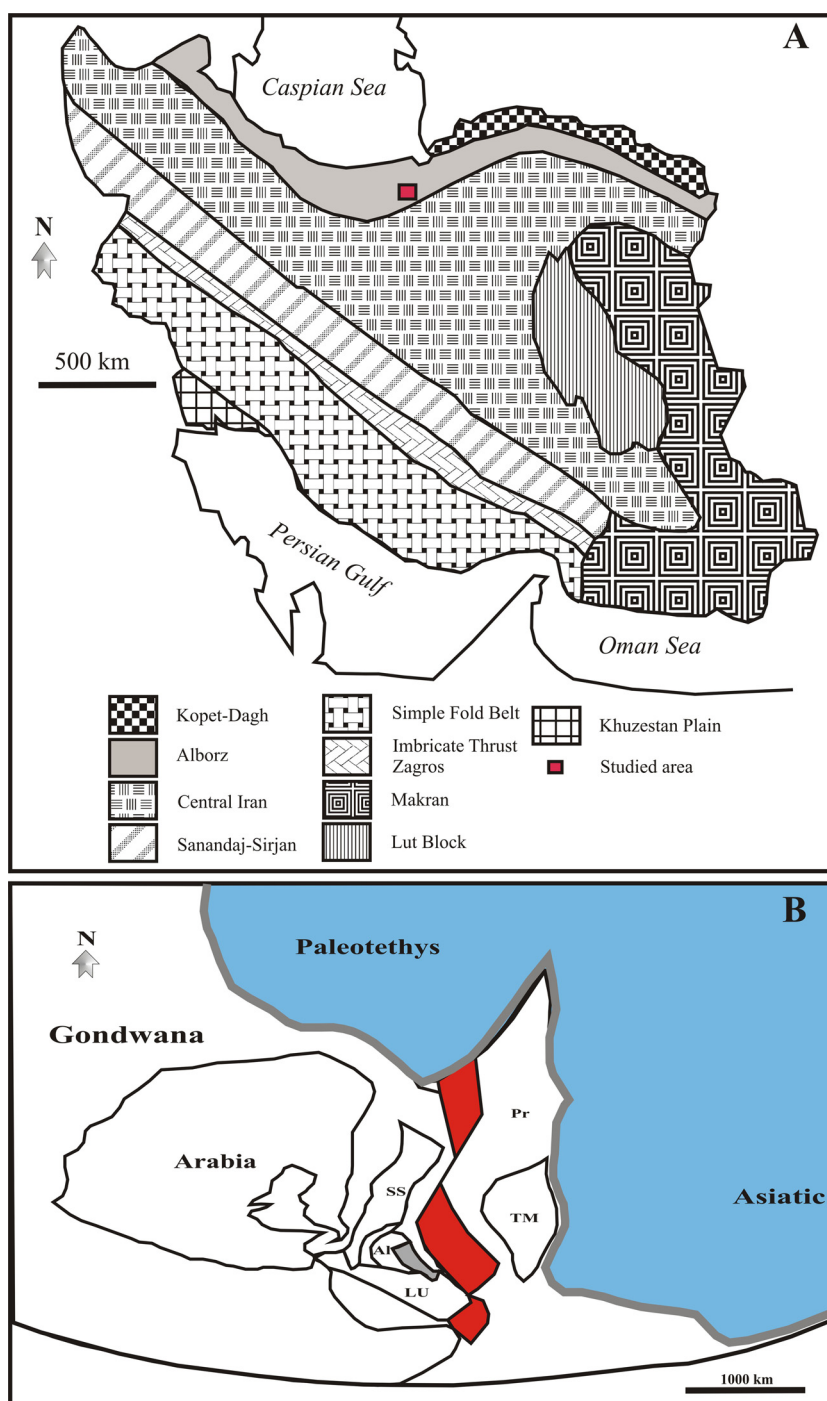 A
Caspian Sea
N
500 km
Persian Gulf
Oman Sea
Kopet-Dagh
Alborz
Central Iran
Sanandaj-Sirjan
Simple Fold Belt
Imbricate Thrust
Zagros
Makran
Lut Block
Khuzestan Plain
Studied area
B
N
Paleotethys
Gondwana
Arabia
Pr
SS
TM
Asiatic
Al
LU
1000 km